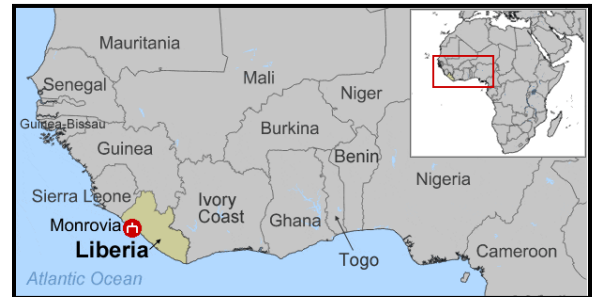 Mauritania
Senegal
Mali
Niger
Guinea-Bissau
Burkina
Guinea
Benin
Nigeria
Sierra Leone
Ivory
Coast
Ghana
Monrovia
Liberia
Togo
Cameroon
Atlantic Ocean